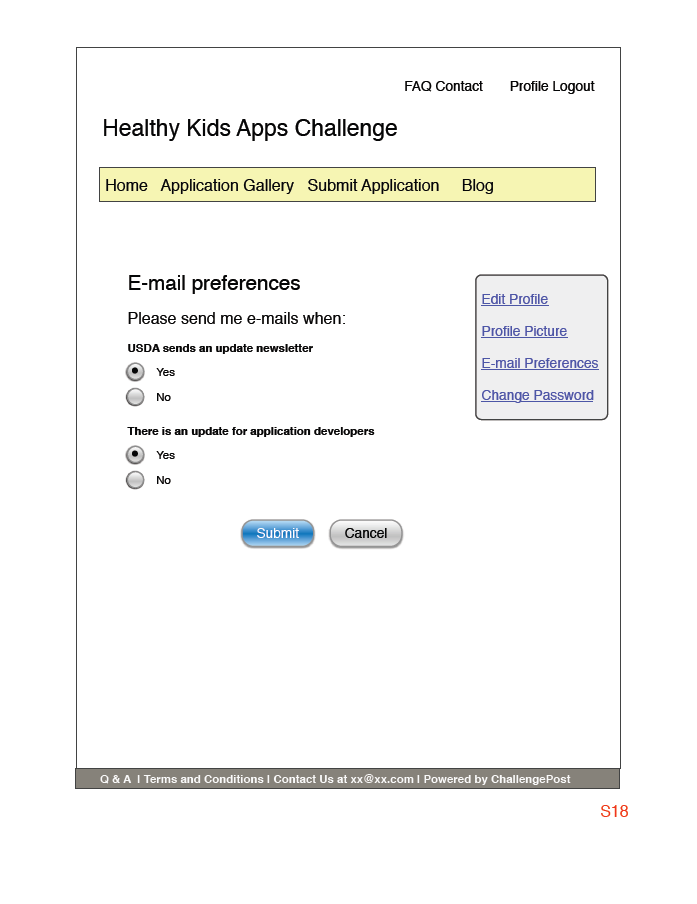 FAQ Contact Profile Logout
Healthy Kids Apps Challenge
Home Application Gallery Submit Application Blog
E-mail preferences
Please send me e-mails when:
USDA sends an update newsletter
Yes
No
There is an update for application developers
Yes
No
Submit Cancel
Edit Profile
Profile Picture
E-mail Preferences
Change Password
Q & A | Terms and Conditions | Contact Us at xx@xx.com | Powered by ChallengePost
S18